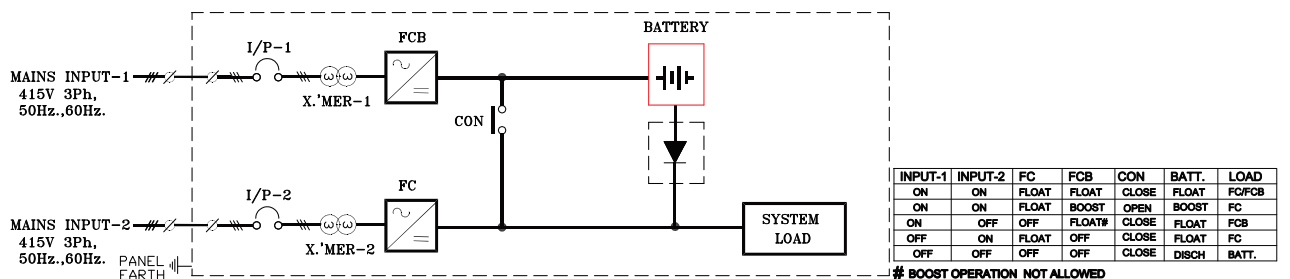 BATTERY
FCB
I/P-1
MAINS INPUT-1
415V 3Ph,
50Hz.,60Hz.
X.'MER-1
CON
FC
I/P-2
MAINS INPUT-2
415V 3Ph,
50Hz.,60Hz.
X.'MER-2
PANEL
EARTH
SYSTEM
LOAD
INPUT-1 INPUT-2 FC FCB CON BATT. LOAD
ON ON FLOAT FLOAT CLOSE FLOAT FC/FCB
ON ON FLOAT BOOST OPEN BOOST FC
ON OFF OFF FLOAT# CLOSE FLOAT FCB
OFF ON FLOAT OFF CLOSE FLOAT FC
OFF OFF OFF OFF CLOSE DISCH BATT.
# BOOST OPERATION NOT ALLOWED